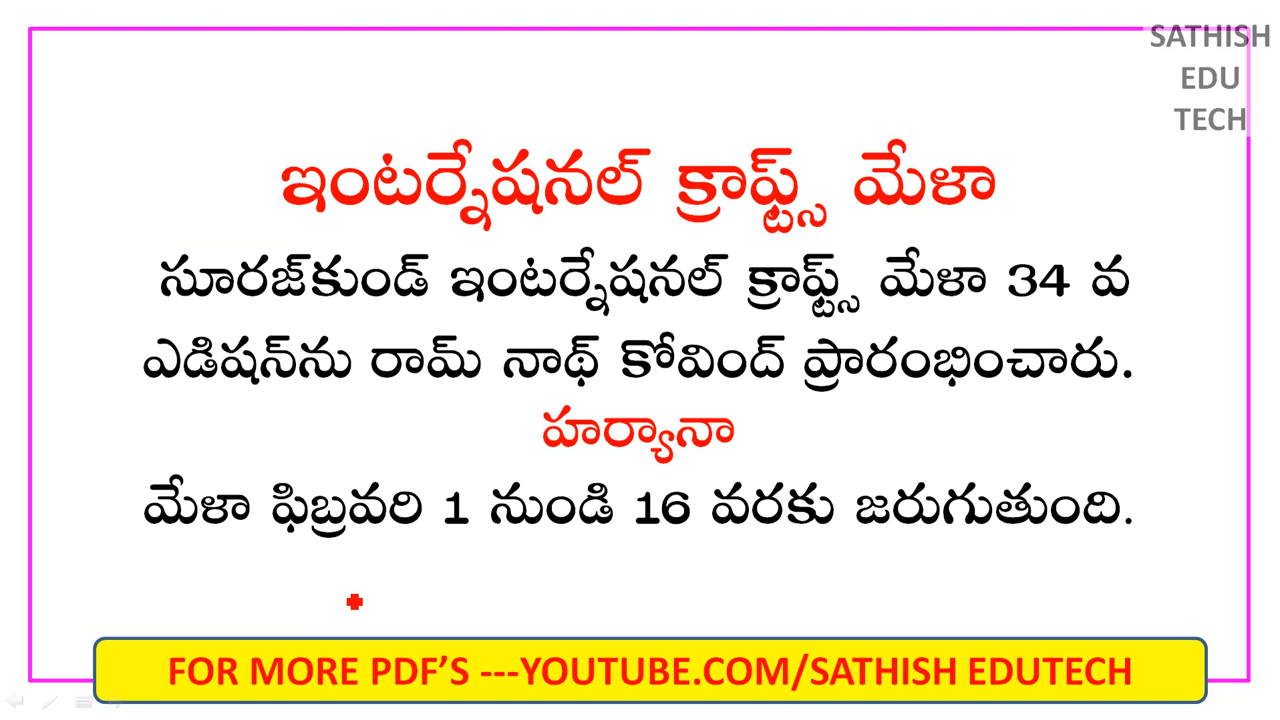 SATHISH
EDU
TECH
ఇంటర్నేషనల్ క్రాఫ్ట్స్ మేళా
సూరజ్‌కుండ్ ఇంటర్నేషనల్ క్రాఫ్ట్స్ మేళా 34 వ
ఎడిషన్‌ను రామ్ నాథ్ కోవింద్ ప్రారంభించారు.
హర్యానా
మేళా ఫిబ్రవరి 1 నుండి 16 వరకు జరుగుతుంది.
FOR MORE PDF’S ---YOUTUBE.COM/SATHISH EDUTECH